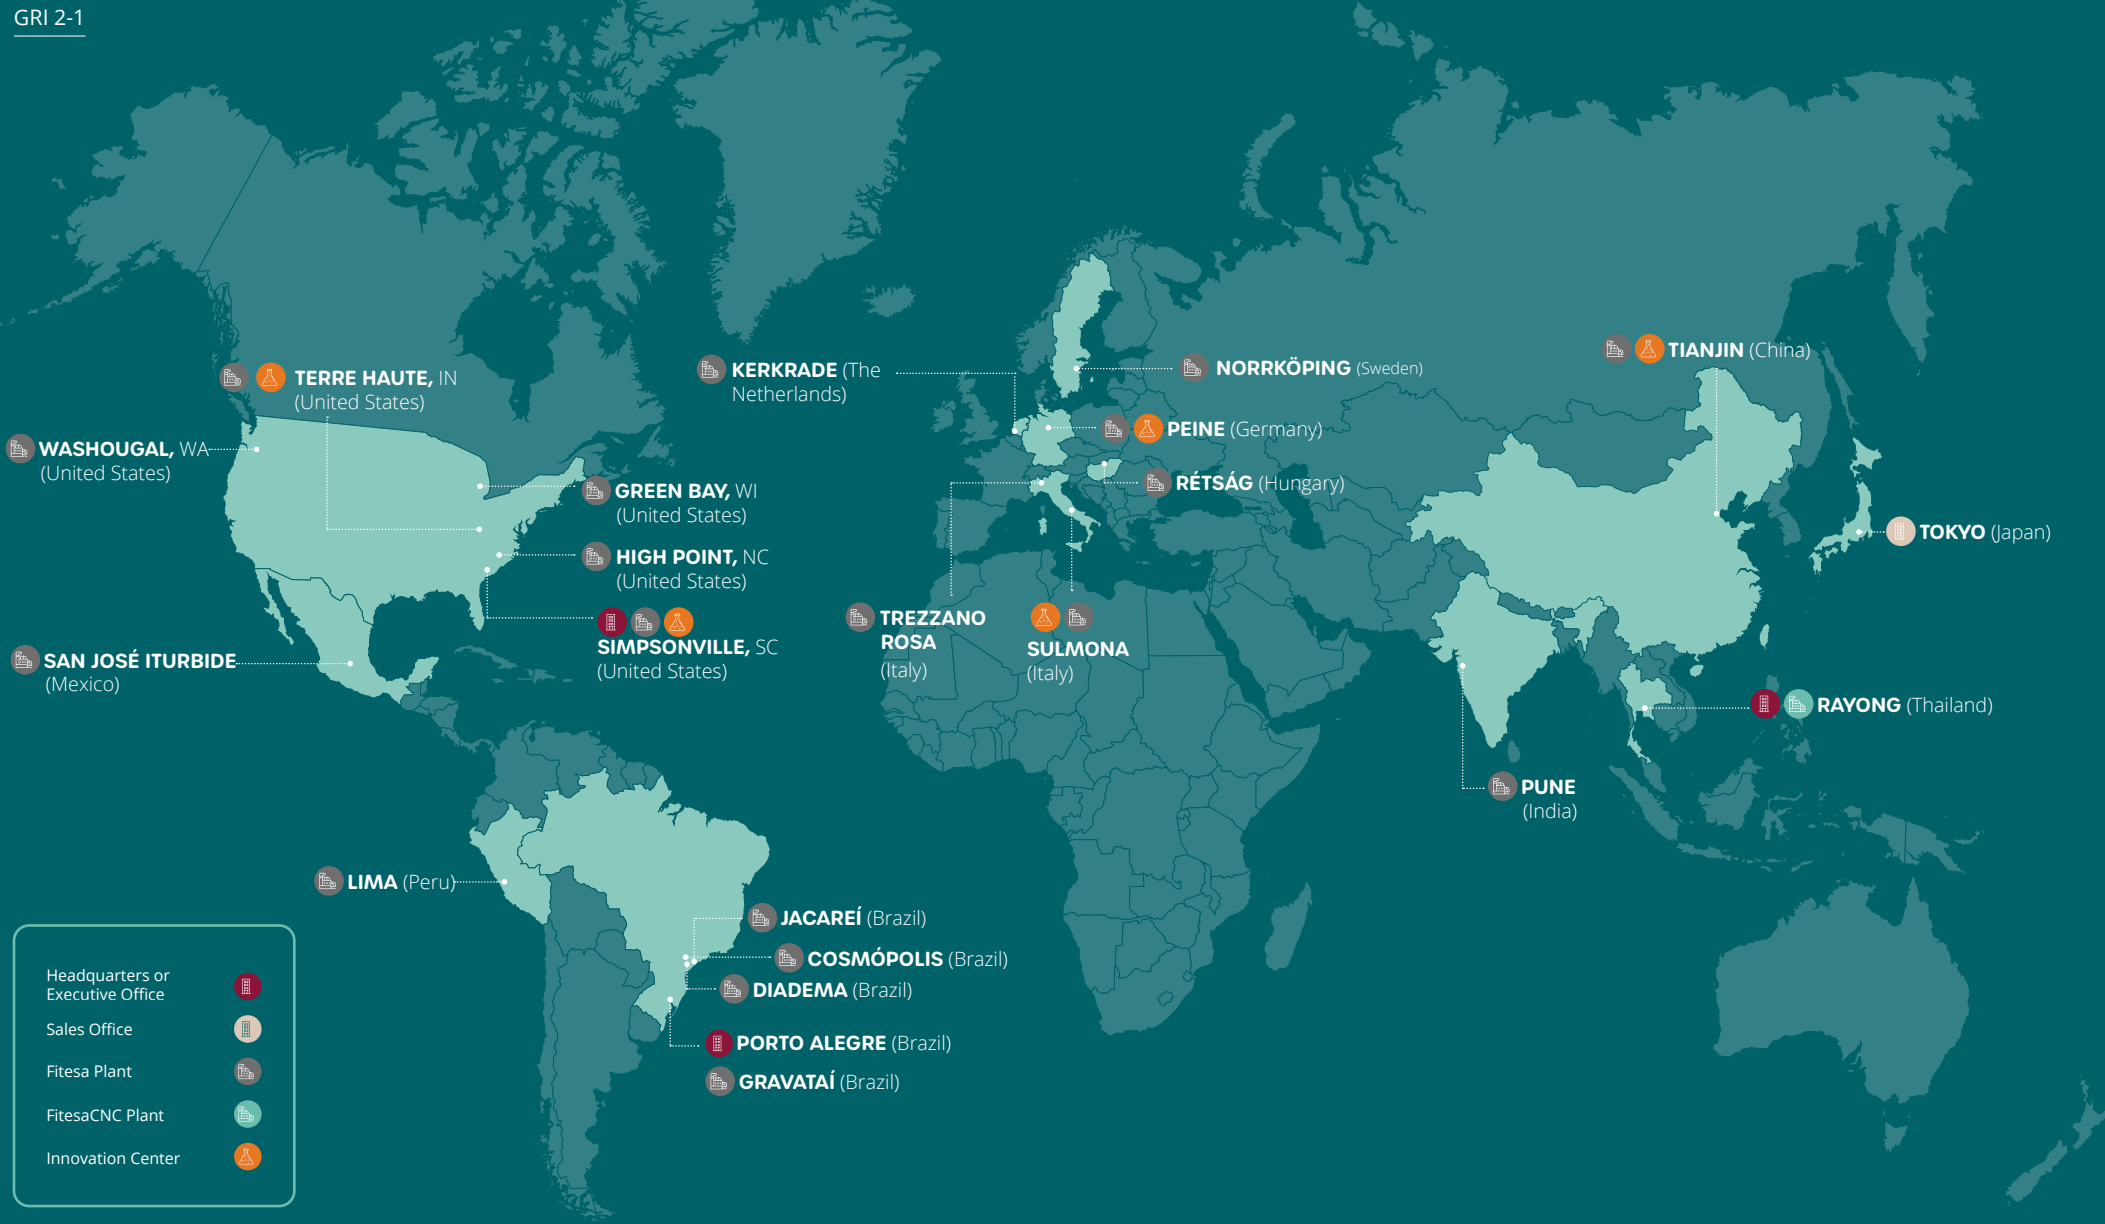 GRI 2-1
TERRE HAUTE, IN
(United States)
WASHOUGAL, WA
(United States)
GREEN BAY, WI
(United States)
HIGH POINT, NC
(United States)
SIMPSONVILLE, SC
(United States)
SAN JOSÉ ITURBIDE
(Mexico)
KERKRADE (The
Netherlands)
NORRKÖPING (Sweden)
PEINE (Germany)
RÉTSÁG (Hungary)
TREZZANO
ROSA
(Italy)
SULMONA
(Italy)
TIANJIN (China)
TOKYO (Japan)
RAYONG (Thailand)
PUNE
(India)
LIMA (Peru)
JACAREÍ (Brazil)
COSMÓPOLIS (Brazil)
DIADEMA (Brazil)
PORTO ALEGRE (Brazil)
GRAVATAÍ (Brazil)
Headquarters or
Executive Office
Sales Office
Fitesa Plant
FitesaCNC Plant
Innovation Center